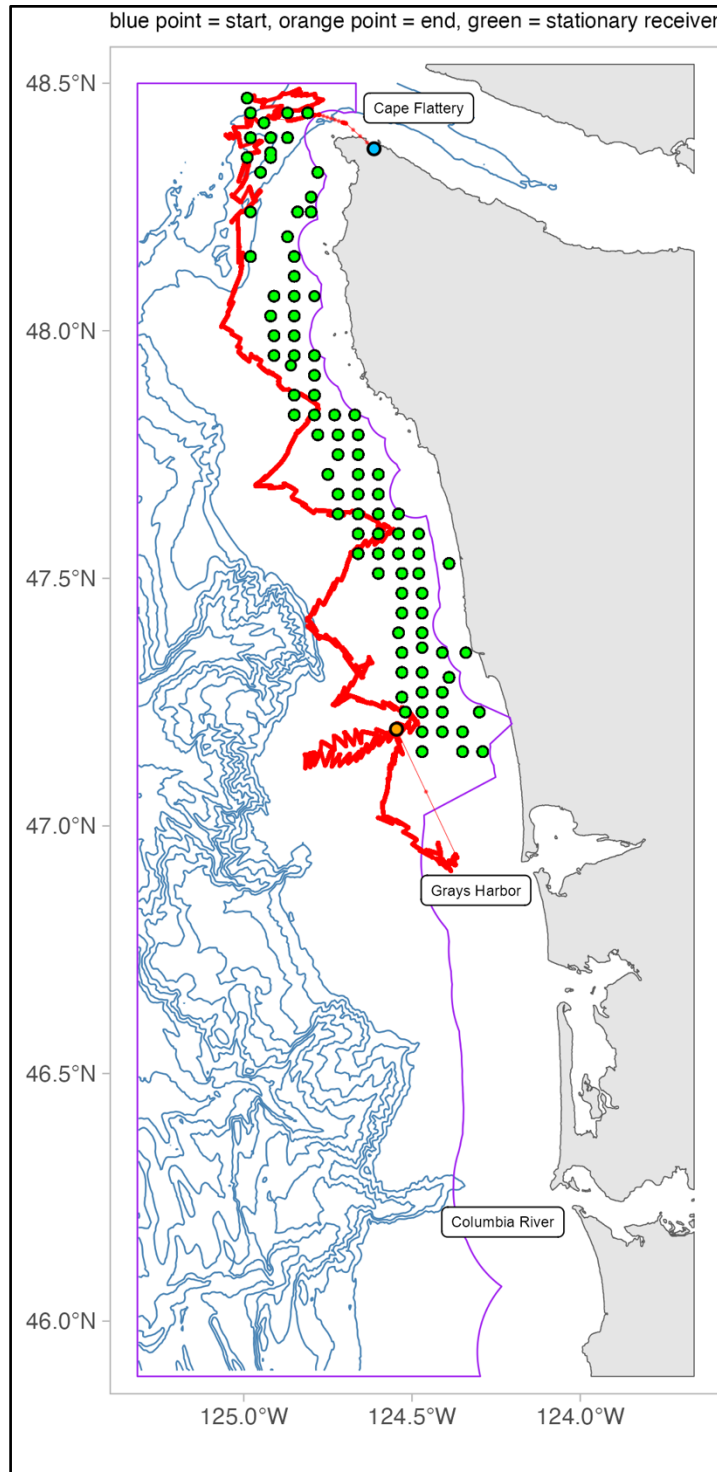 blue point = start, orange point = end, green = stationary receiver
48.5°N
Cape Flattery
48.0°N
47.5°N
47.0°N
Grays Harbor
46.5°N
Columbia River
46.0°N
125.0°W 124.5°W 124.0°W